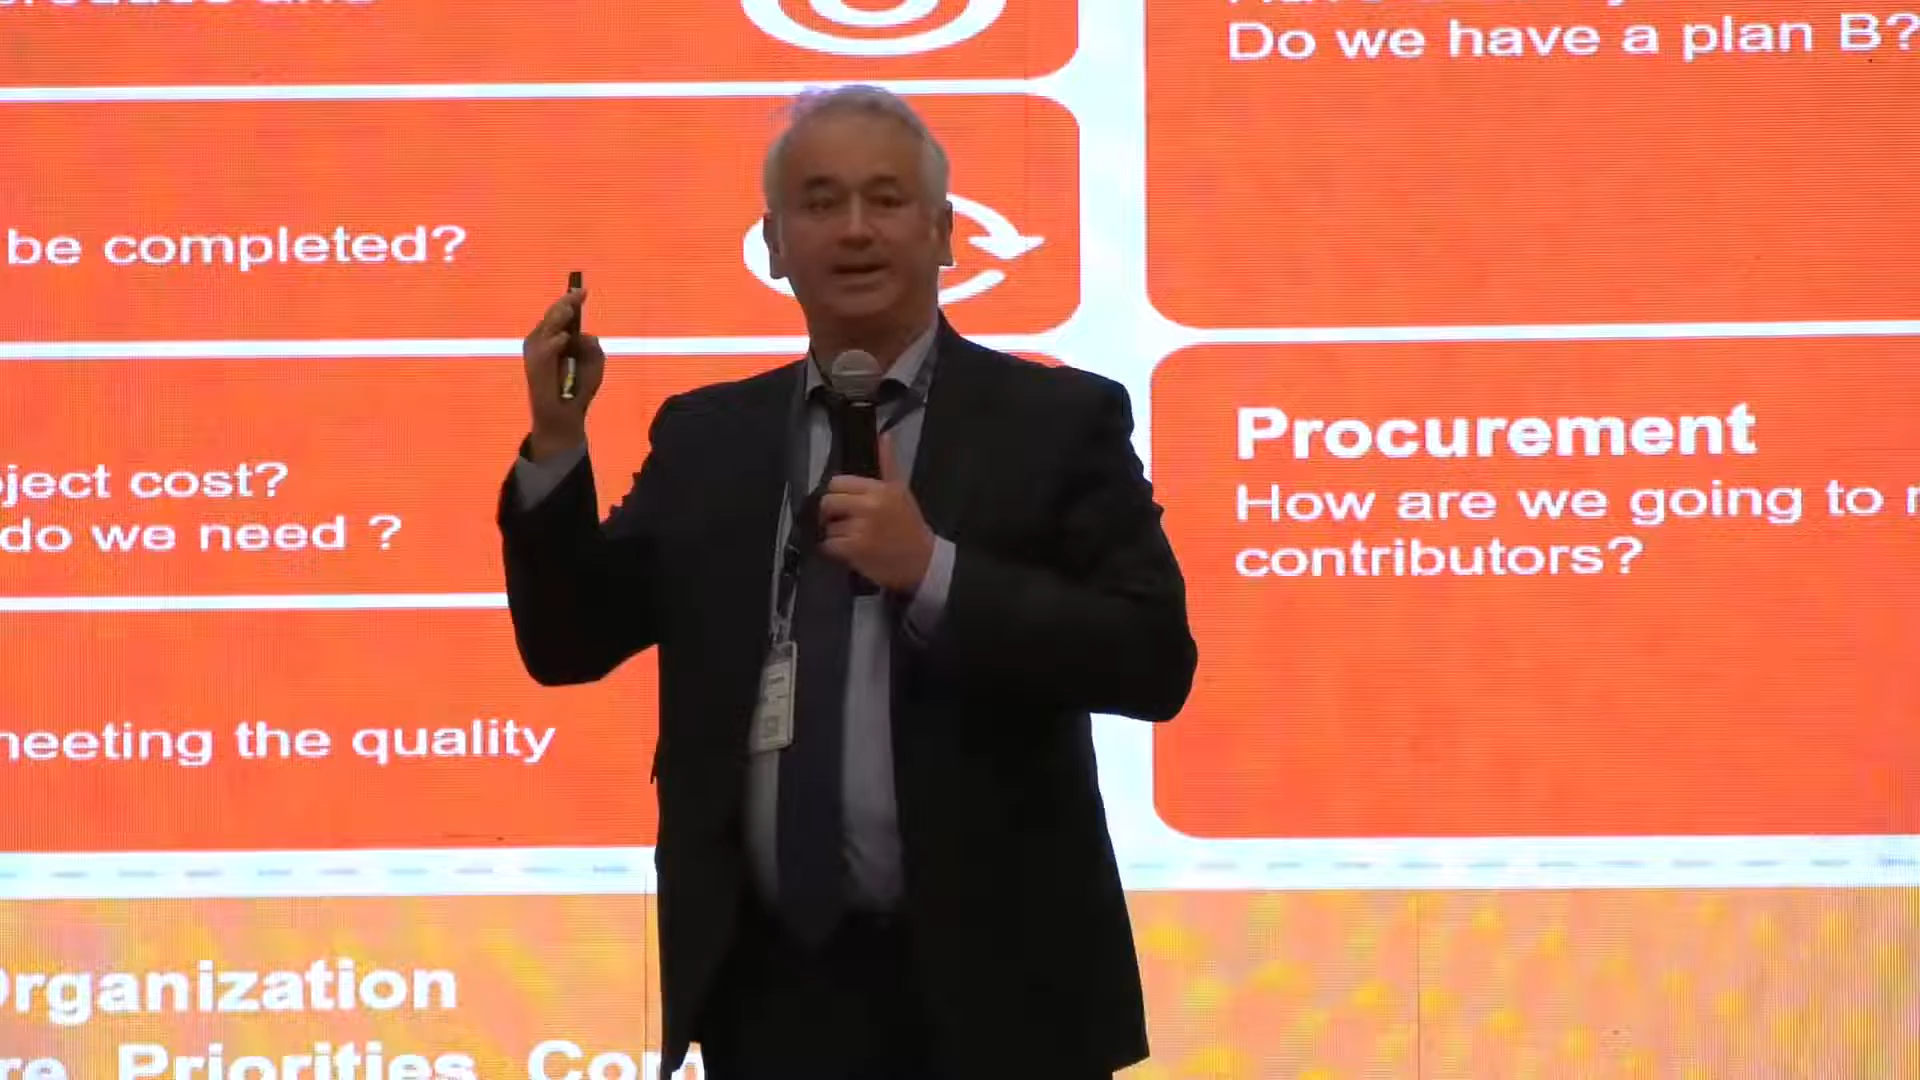 Do we have a plan B?
be completed?
ject cost?
do we need ?
Procurement
How are we going to
contributors?
meeting the quality
Organization
Priorities